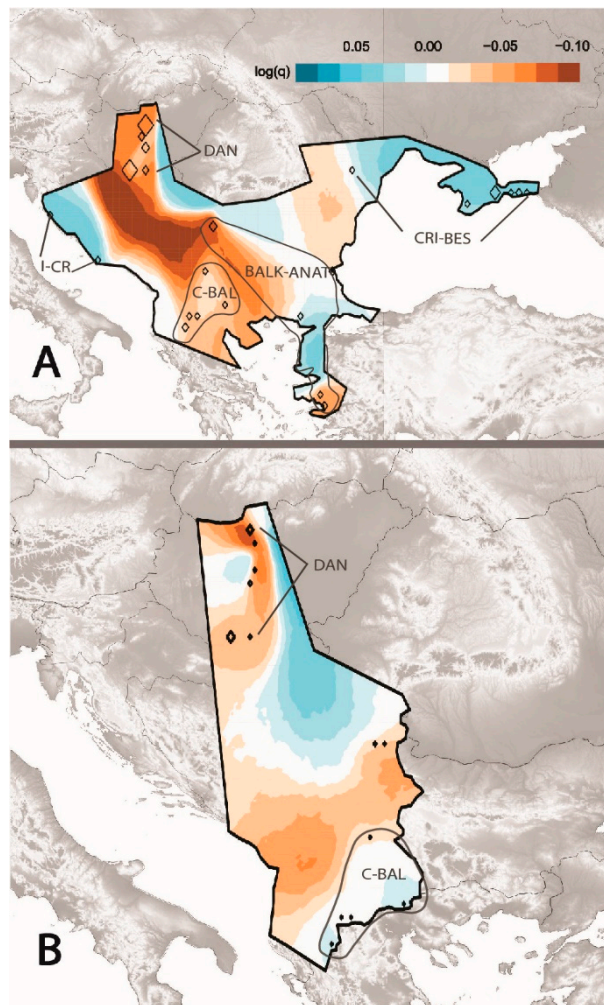 0.05 0.00 −0.05 −0.10
log(q)
DAN
CRI-BES
I-CR
BALK-ANAT
C-BAL
A
DAN
C-BAL
B